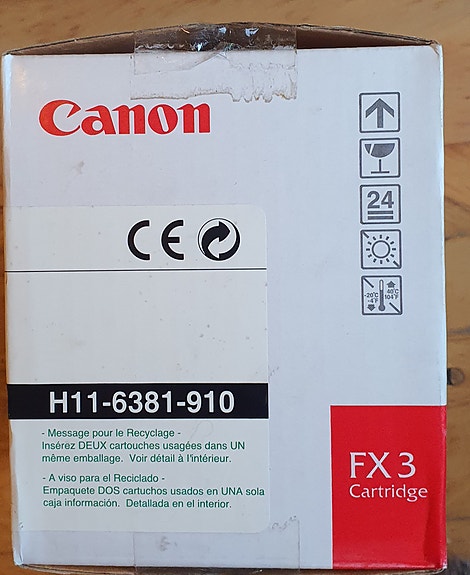 Canon
24
-20°C 40°C
-4°F 104°F
CE
H11-6381-910
- Message pour le Recyclage -
Insérez DEUX cartouches usagées dans UN
même emballage. Voir détail à l'intérieur.
- A viso para el Reciclado -
Empaquete DOS cartuchos usados en UNA sola
caja información. Detallada en el interior.
FX 3
Cartridge